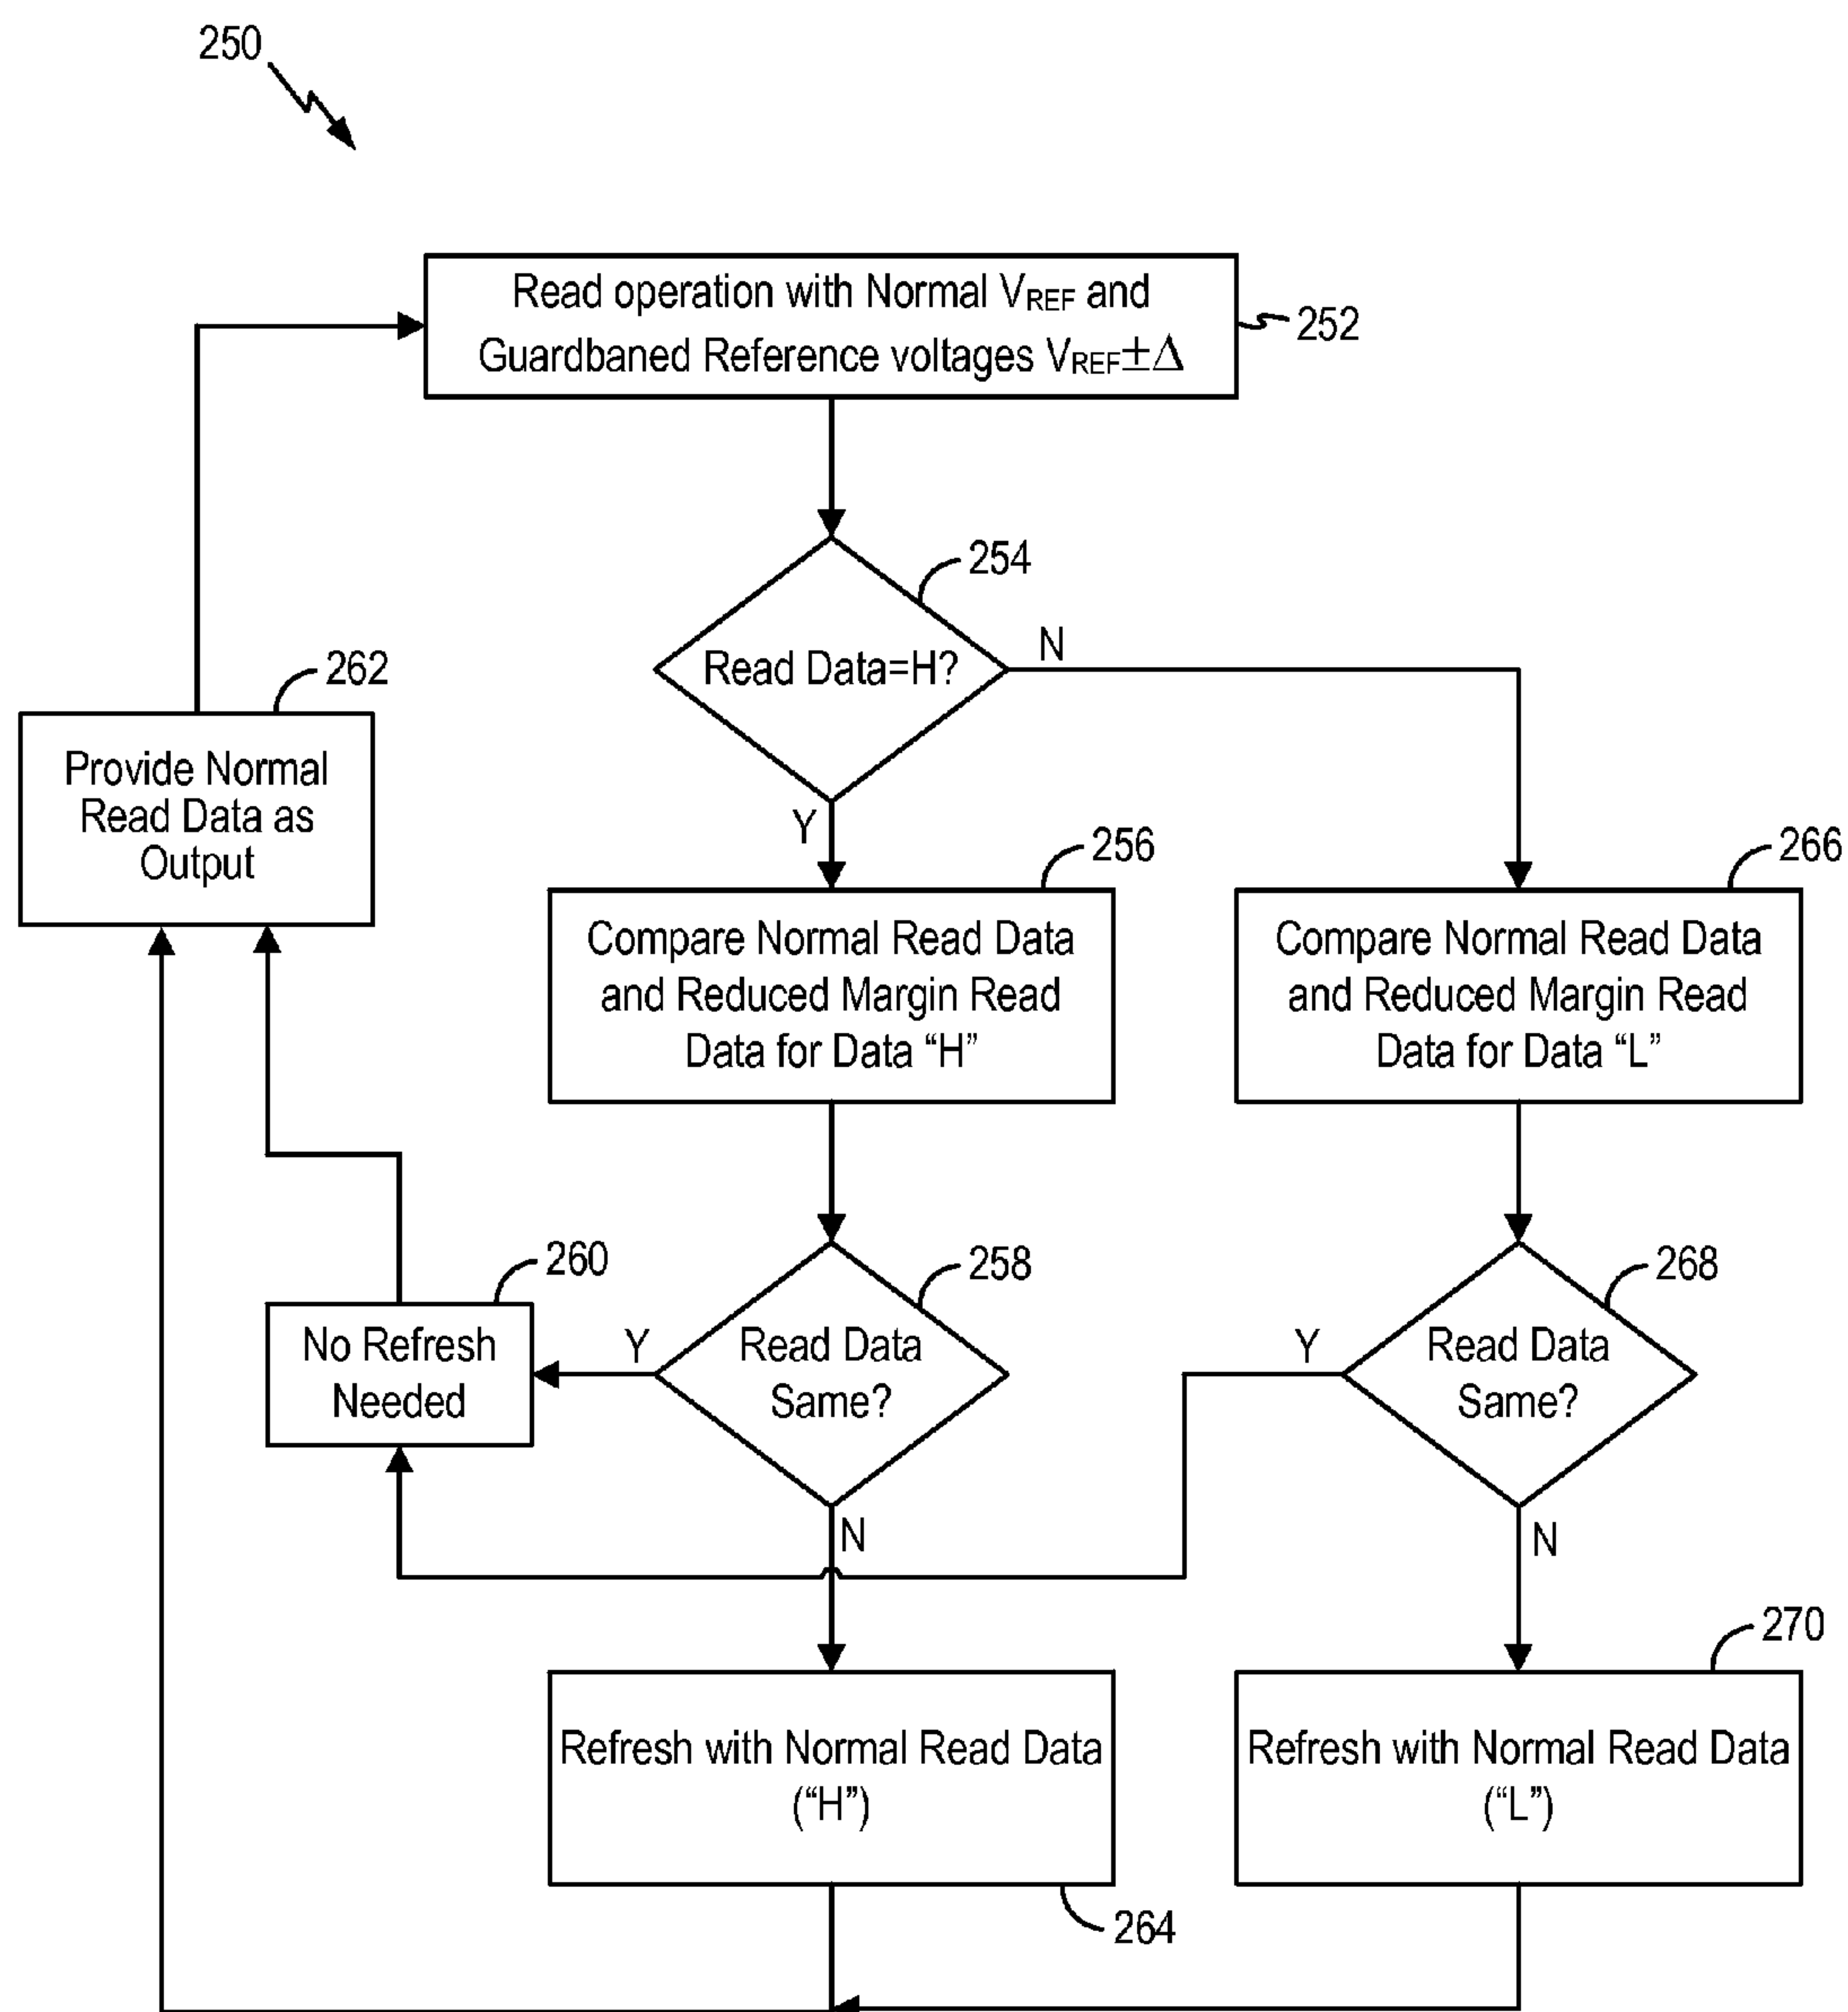 250
Read operation with Normal VREF and
Guardbaned Reference voltages VREF±Δ
252
254
Read Data=H?
N
Y
262
Provide Normal
Read Data as
Output
256
Compare Normal Read Data
and Reduced Margin Read
Data for Data “H”
266
Compare Normal Read Data
and Reduced Margin Read
Data for Data “L”
260
No Refresh
Needed
Y
258
Read Data
Same?
N
Y
268
Read Data
Same?
N
Refresh with Normal Read Data
(“H”)
264
270
Refresh with Normal Read Data
(“L”)